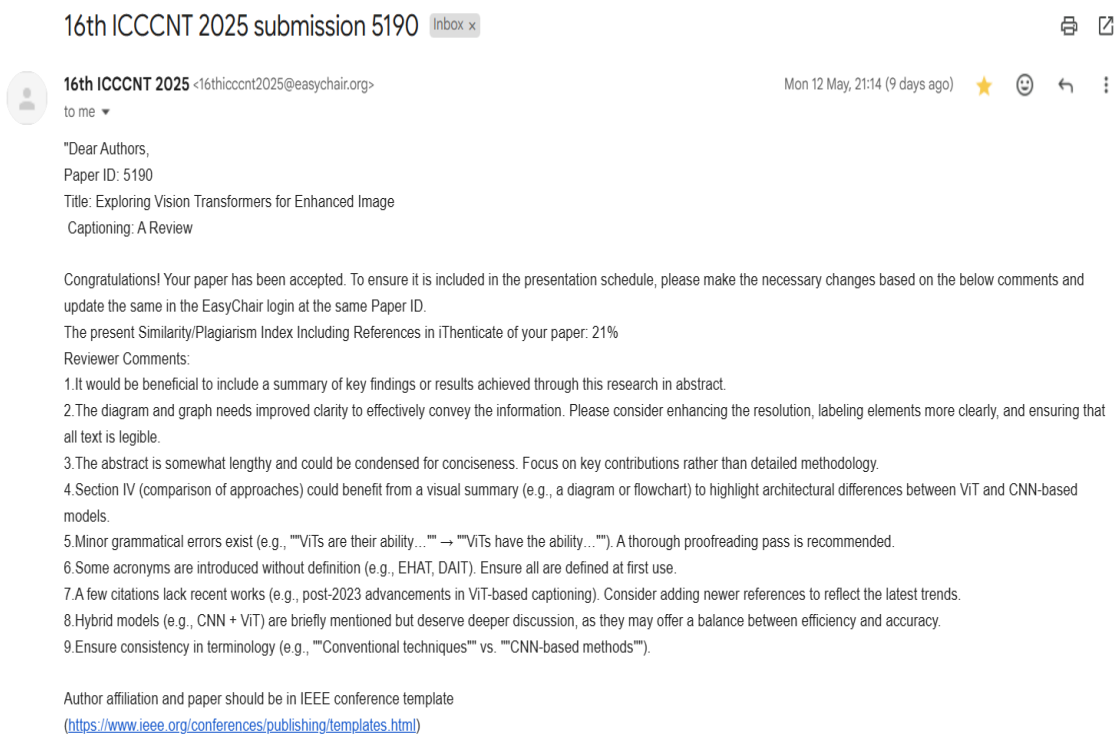 16th ICCCNT 2025 submission 5190 Inbox x
16th ICCCNT 2025 <16thicccnt2025@easychair.org> Mon 12 May, 21:14 (9 days ago)
to me
"Dear Authors,
Paper ID: 5190
Title: Exploring Vision Transformers for Enhanced Image
Captioning: A Review
Congratulations! Your paper has been accepted. To ensure it is included in the presentation schedule, please make the necessary changes based on the below comments and
update the same in the EasyChair login at the same Paper ID.
The present Similarity/Plagiarism Index Including References in iThenticate of your paper: 21%
Reviewer Comments:
1.It would be beneficial to include a summary of key findings or results achieved through this research in abstract.
2.The diagram and graph needs improved clarity to effectively convey the information. Please consider enhancing the resolution, labeling elements more clearly, and ensuring that
all text is legible.
3.The abstract is somewhat lengthy and could be condensed for conciseness. Focus on key contributions rather than detailed methodology.
4.Section IV (comparison of approaches) could benefit from a visual summary (e.g., a diagram or flowchart) to highlight architectural differences between ViT and CNN-based
models.
5.Minor grammatical errors exist (e.g., ""ViTs are their ability..."" → ""ViTs have the ability...""). A thorough proofreading pass is recommended.
6.Some acronyms are introduced without definition (e.g., EHAT, DAIT). Ensure all are defined at first use.
7.A few citations lack recent works (e.g., post-2023 advancements in ViT-based captioning). Consider adding newer references to reflect the latest trends.
8.Hybrid models (e.g., CNN + ViT) are briefly mentioned but deserve deeper discussion, as they may offer a balance between efficiency and accuracy.
9.Ensure consistency in terminology (e.g., ""Conventional techniques"" vs. ""CNN-based methods"").
Author affiliation and paper should be in IEEE conference template
(https://www.ieee.org/conferences/publishing/templates.html)